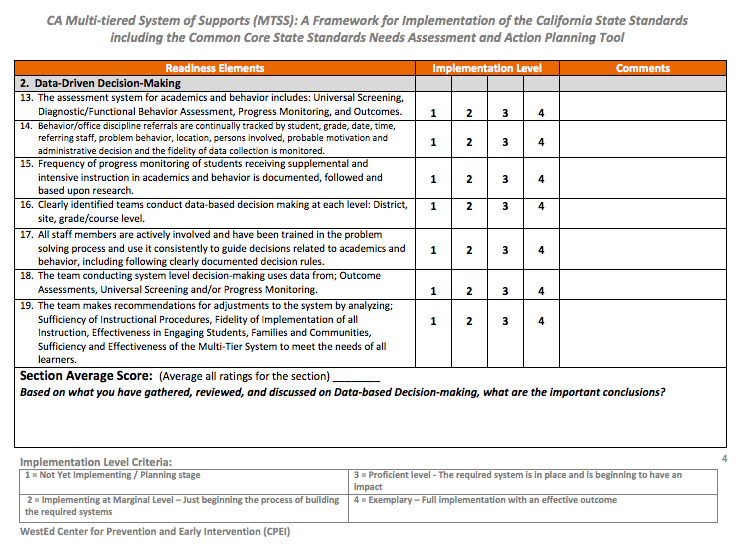 CA Multi-tiered System of Supports (MTSS): A Framework for Implementation of the California State Standards
including the Common Core State Standards Needs Assessment and Action Planning Tool
Readiness Elements Implementation Level Comments
2. Data-Driven Decision-Making
13. The assessment system for academics and behavior includes: Universal Screening,
Diagnostic/Functional Behavior Assessment, Progress Monitoring, and Outcomes. 1 2 3 4
14. Behavior/office discipline referrals are continually tracked by student, grade, date, time,
referring staff, problem behavior, location, persons involved, probable motivation and 1 2 3 4
administrative decision and the fidelity of data collection is monitored.
15. Frequency of progress monitoring of students receiving supplemental and
intensive instruction in academics and behavior is documented, followed and 1 2 3 4
based upon research.
16. Clearly identified teams conduct data-based decision making at each level: District, 1 2 3 4
site, grade/course level.
17. All staff members are actively involved and have been trained in the problem
solving process and use it consistently to guide decisions related to academics and 1 2 3 4
behavior, including following clearly documented decision rules.
18. The team conducting system level decision-making uses data from; Outcome
Assessments, Universal Screening and/or Progress Monitoring. 1 2 3 4
19. The team makes recommendations for adjustments to the system by analyzing;
Sufficiency of Instructional Procedures, Fidelity of Implementation of all 1 2 3 4
Instruction, Effectiveness in Engaging Students, Families and Communities,
Sufficiency and Effectiveness of the Multi-Tier System to meet the needs of all
learners.
Section Average Score: (Average all ratings for the section) ________
Based on what you have gathered, reviewed, and discussed on Data-based Decision-making, what are the important conclusions?
4
Implementation Level Criteria:
1 = Not Yet Implementing / Planning stage
3 = Proficient level - The required system is in place and is beginning to have an
impact
2 = Implementing at Marginal Level – Just beginning the process of building
the required systems
4 = Exemplary – Full implementation with an effective outcome
WestEd Center for Prevention and Early Intervention (CPEI)